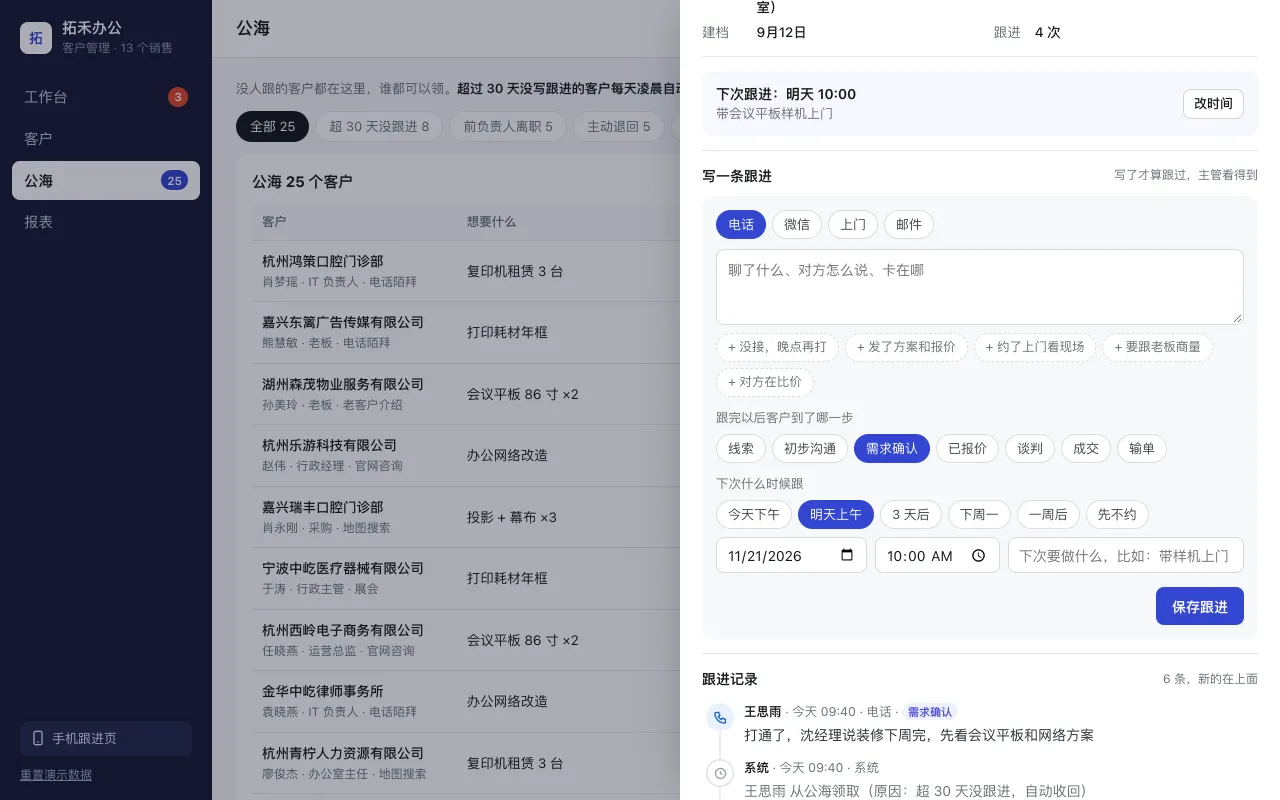 拓
拓禾办公
客户管理 · 13 个销售
工作台
3
客户
公海
25
报表
手机跟进页
重置演示数据
公海
没人跟的客户都在这里，谁都可以领。超过 30 天没写跟进的客户每天凌晨自动
全部 25
超 30 天没跟进 8
前负责人离职 5
主动退回 5
公海 25 个客户
客户
想要什么
杭州鸿策口腔门诊部
肖梦瑶 · IT 负责人 · 电话陌拜
复印机租赁 3 台
嘉兴东篱广告传媒有限公司
熊慧敏 · 老板 · 电话陌拜
打印耗材年框
湖州森茂物业服务有限公司
孙美玲 · 老板 · 老客户介绍
会议平板 86 寸 ×2
杭州乐游科技有限公司
赵伟 · 行政经理 · 官网咨询
办公网络改造
嘉兴瑞丰口腔门诊部
肖永刚 · 采购 · 地图搜索
投影 + 幕布 ×3
宁波中屹医疗器械有限公司
于涛 · 行政主管 · 展会
打印耗材年框
杭州西岭电子商务有限公司
任晓燕 · 运营总监 · 官网咨询
会议平板 86 寸 ×2
金华中屹律师事务所
袁晓燕 · IT 负责人 · 电话陌拜
办公网络改造
杭州青柠人力资源有限公司
廖俊杰 · 办公室主任 · 地图搜索
复印机租赁 3 台
室）
建档
9月12日
跟进
4 次
下次跟进：明天 10:00
带会议平板样机上门
改时间
写一条跟进
写了才算跟过，主管看得到
电话
微信
上门
邮件
聊了什么、对方怎么说、卡在哪
+ 没接，晚点再打
+ 发了方案和报价
+ 约了上门看现场
+ 要跟老板商量
+ 对方在比价
跟完以后客户到了哪一步
线索
初步沟通
需求确认
已报价
谈判
成交
输单
下次什么时候跟
今天下午
明天上午
3 天后
下周一
一周后
先不约
11/21/2026
10:00 AM
下次要做什么，比如：带样机上门
保存跟进
跟进记录
6 条，新的在上面
王思雨 · 今天 09:40 · 电话 · 需求确认
打通了，沈经理说装修下周完，先看会议平板和网络方案
系统 · 今天 09:40 · 系统
王思雨 从公海领取（原因：超 30 天没跟进，自动收回）